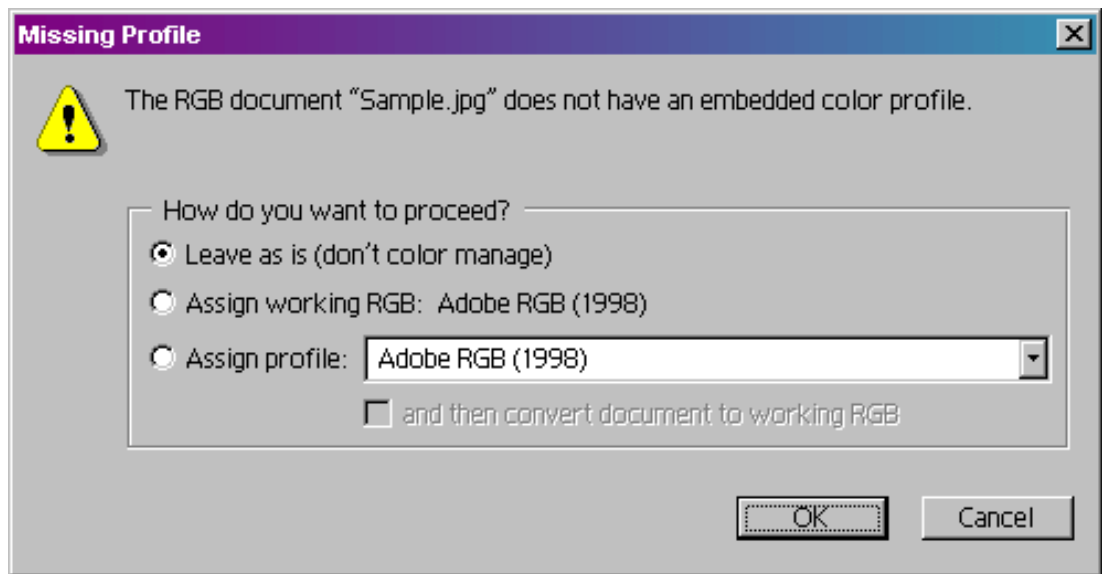 Missing Profile
The RGB document “Sample.jpg” does not have an embedded color profile.
How do you want to proceed?
Leave as is (don’t color manage)
Assign working RGB: Adobe RGB (1998)
Assign profile: Adobe RGB (1998)
and then convert document to working RGB
OK Cancel